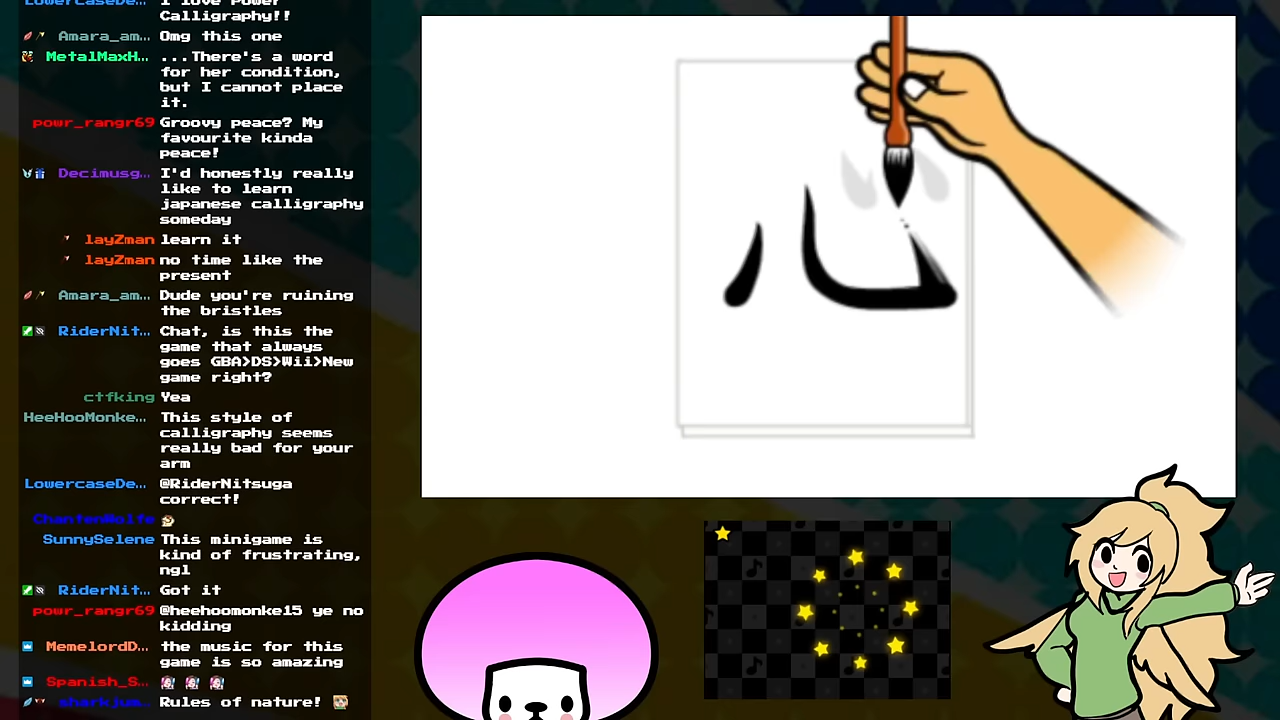 I love Power
Calligraphy!!
Amara_am... Omg this one
MetalMaxH... ...There's a word
for her condition,
but I cannot place
it.
powr_rangr69 Groovy peace? My
favourite kinda
peace!
Decimusg... I'd honestly really
like to learn
japanese calligraphy
someday
layZman learn it
layZman no time like the
present
Amara_am... Dude you're ruining
the bristles
RiderNit... Chat, is this the
game that always
goes GBA>DS>Wii>New
game right?
ctfking Yea
HeeHooMonke... This style of
calligraphy seems
really bad for your
arm
LowercaseDe... @RiderNitsuga
correct!
ChantenWolfe
SunnySelene This minigame is
kind of frustrating,
ngl
RiderNit... Got it
powr_rangr69 @heehoomonke15 ye no
kidding
MemelordD... the music for this
game is so amazing
Spanish_S...
sharkjum... Rules of nature!
心